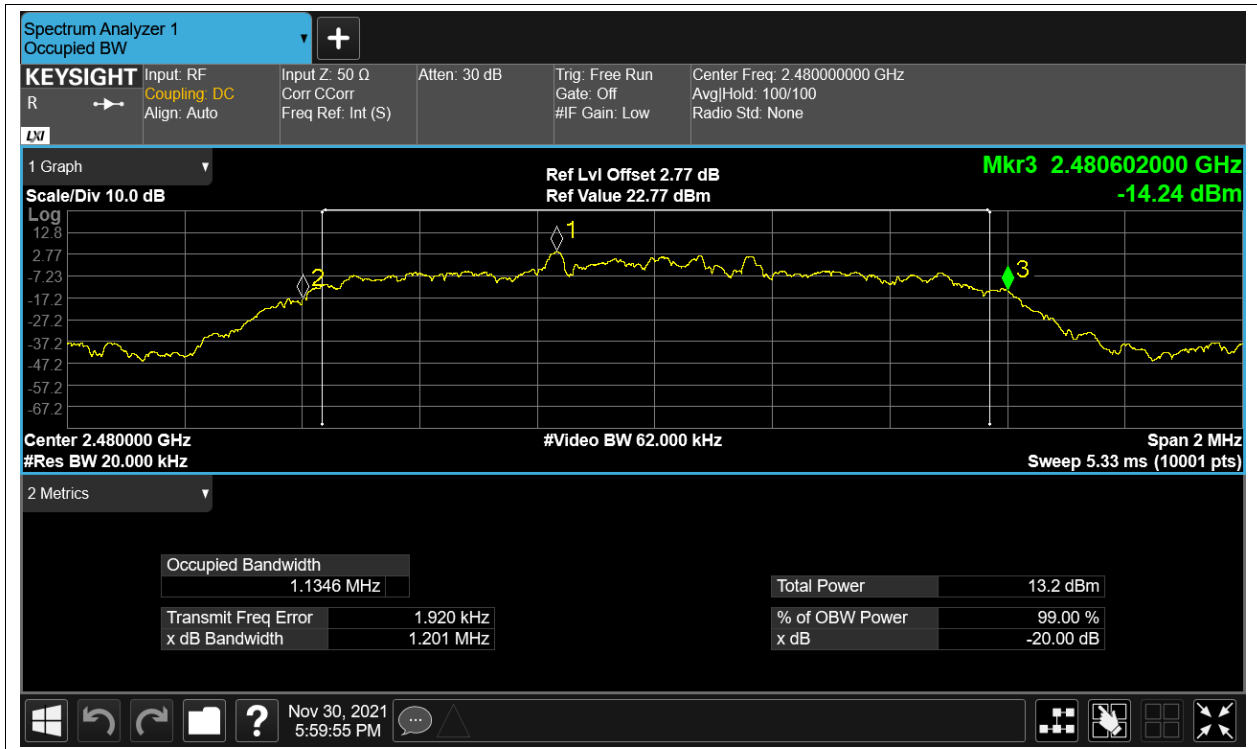 Spectrum Analyzer 1
Occupied BW
+
KEYSIGHT
R
LXI
Input: RF
Coupling: DC
Align: Auto
Input Z: 50 Ω
Corr CCorr
Freq Ref: Int (S)
Atten: 30 dB
Trig: Free Run
Gate: Off
#IF Gain: Low
Center Freq: 2.480000000 GHz
Avg|Hold: 100/100
Radio Std: None
1 Graph
Scale/Div 10.0 dB
Ref Lvl Offset 2.77 dB
Ref Value 22.77 dBm
Mkr3 2.480602000 GHz
-14.24 dBm
Log
12.8
2.77
-7.23
-17.2
-27.2
-37.2
-47.2
-57.2
-67.2
1
2
3
Center 2.480000 GHz
#Res BW 20.000 kHz
#Video BW 62.000 kHz
Span 2 MHz
Sweep 5.33 ms (10001 pts)
2 Metrics
Occupied Bandwidth
1.1346 MHz
Transmit Freq Error 1.920 kHz
x dB Bandwidth 1.201 MHz
Total Power 13.2 dBm
% of OBW Power 99.00 %
x dB -20.00 dB
?
Nov 30, 2021
5:59:55 PM